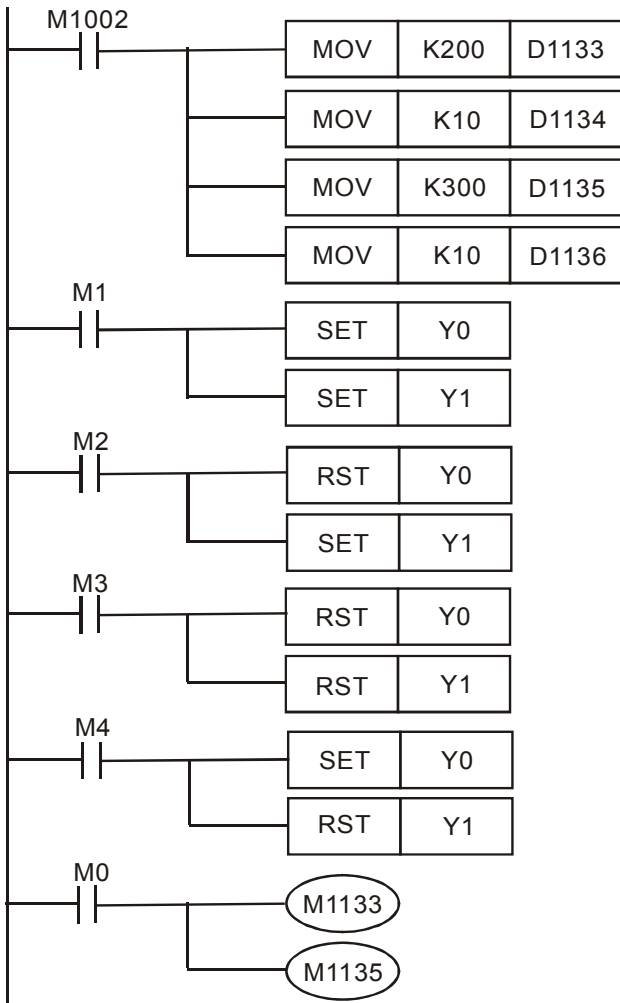 M1002
MOV K200 D1133
MOV K10 D1134
MOV K300 D1135
MOV K10 D1136
M1
SET Y0
SET Y1
M2
RST Y0
SET Y1
M3
RST Y0
RST Y1
M4
SET Y0
RST Y1
M0
M1133
M1135